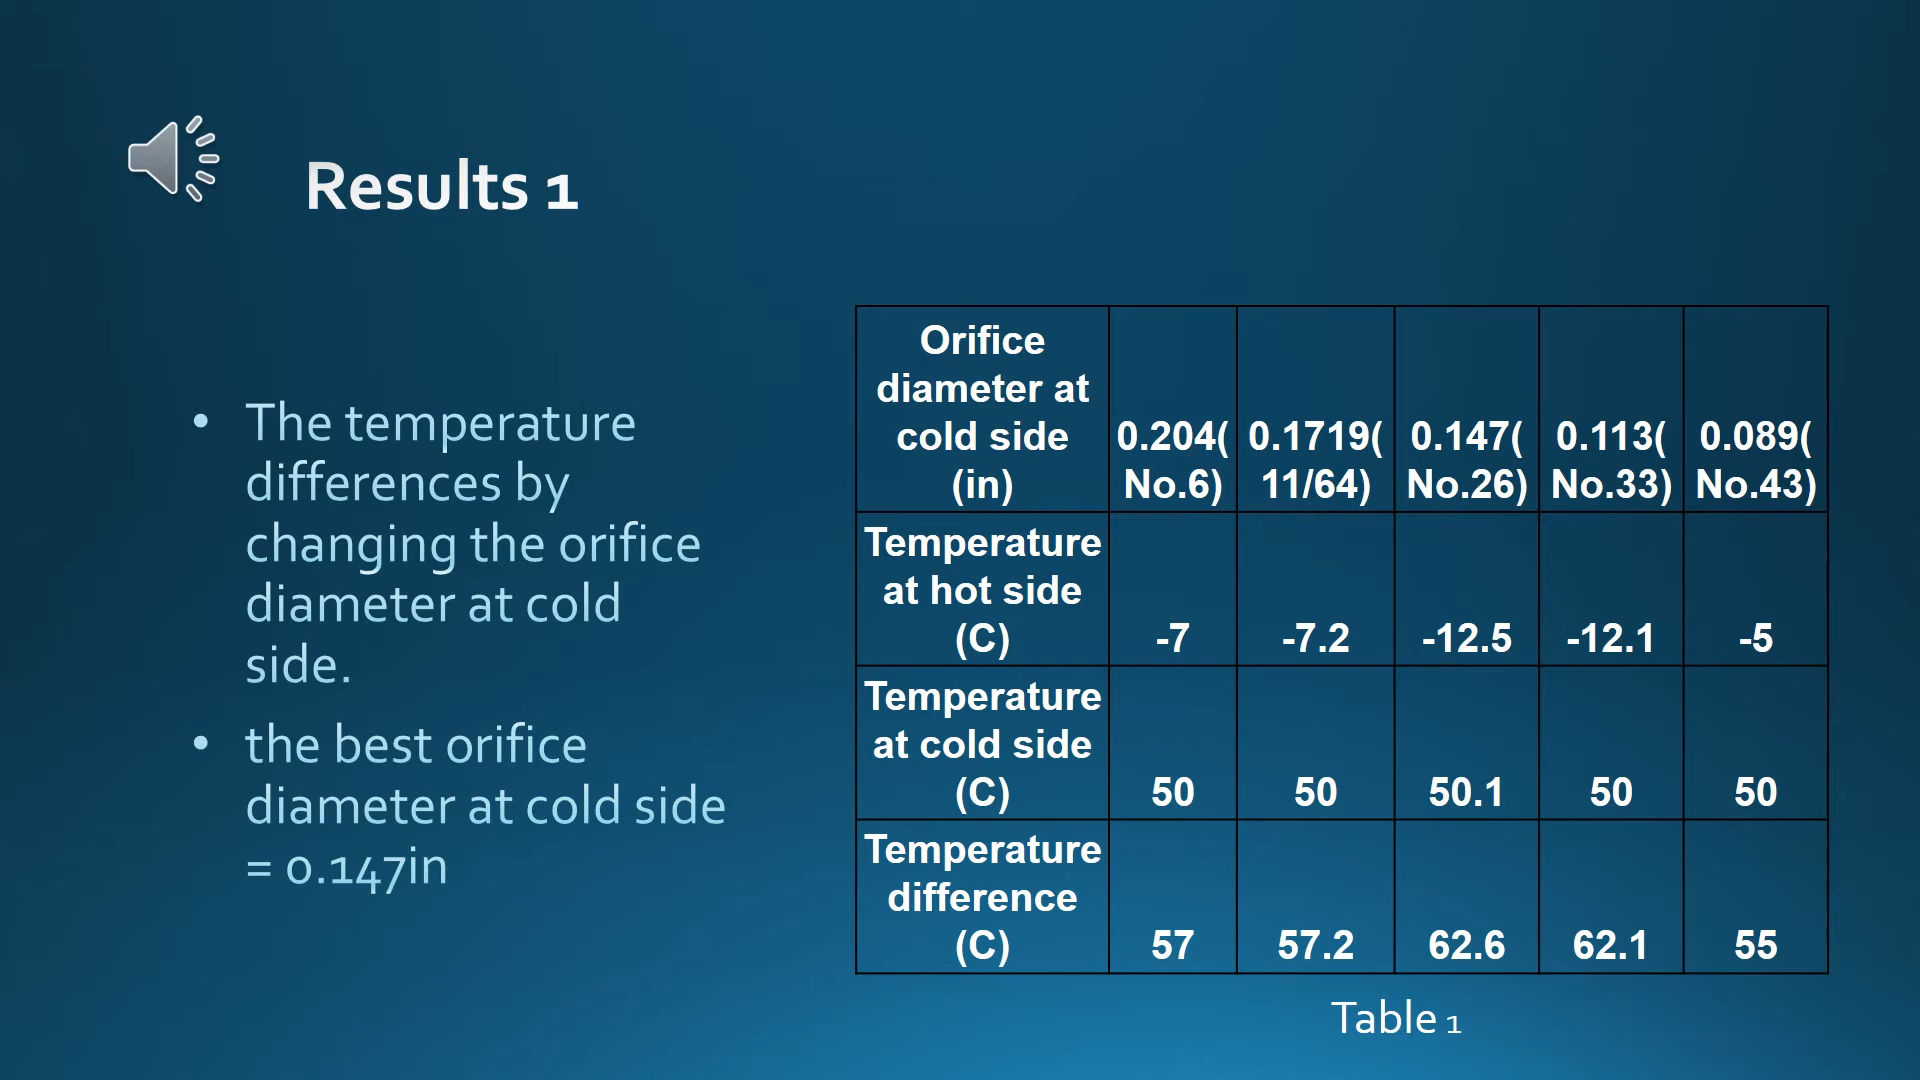 Results 1
• The temperature
differences by
changing the orifice
diameter at cold
side.
• the best orifice
diameter at cold side
= 0.147in
Orifice
diameter at
cold side
(in)
0.204(
No.6)
0.1719(
11/64)
0.147(
No.26)
0.113(
No.33)
0.089(
No.43)
Temperature
at hot side
(C)
-7
-7.2
-12.5
-12.1
-5
Temperature
at cold side
(C)
50
50
50.1
50
50
Temperature
difference
(C)
57
57.2
62.6
62.1
55
Table 1